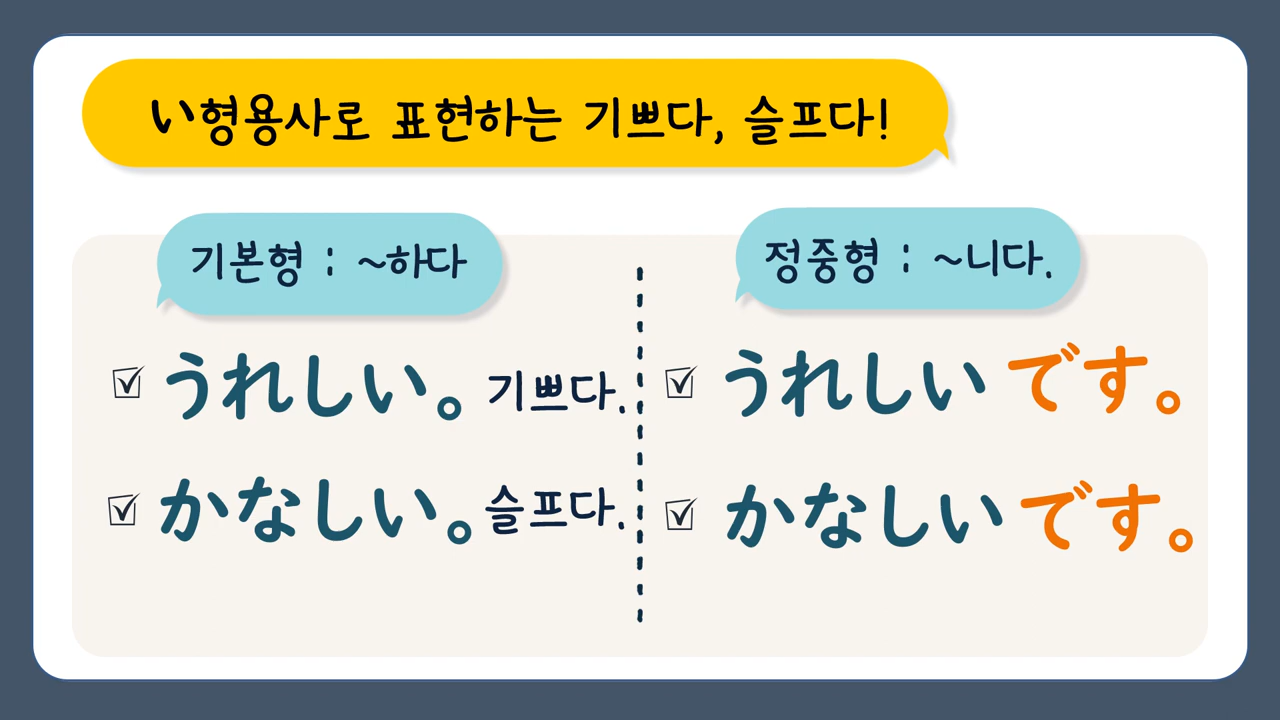 い형용사로 표현하는 기쁘다, 슬프다!
기본형 : ~하다
うれしい。 기쁘다.
かなしい。 슬프다.
정중형 : ~니다.
うれしい です。
かなしい です。